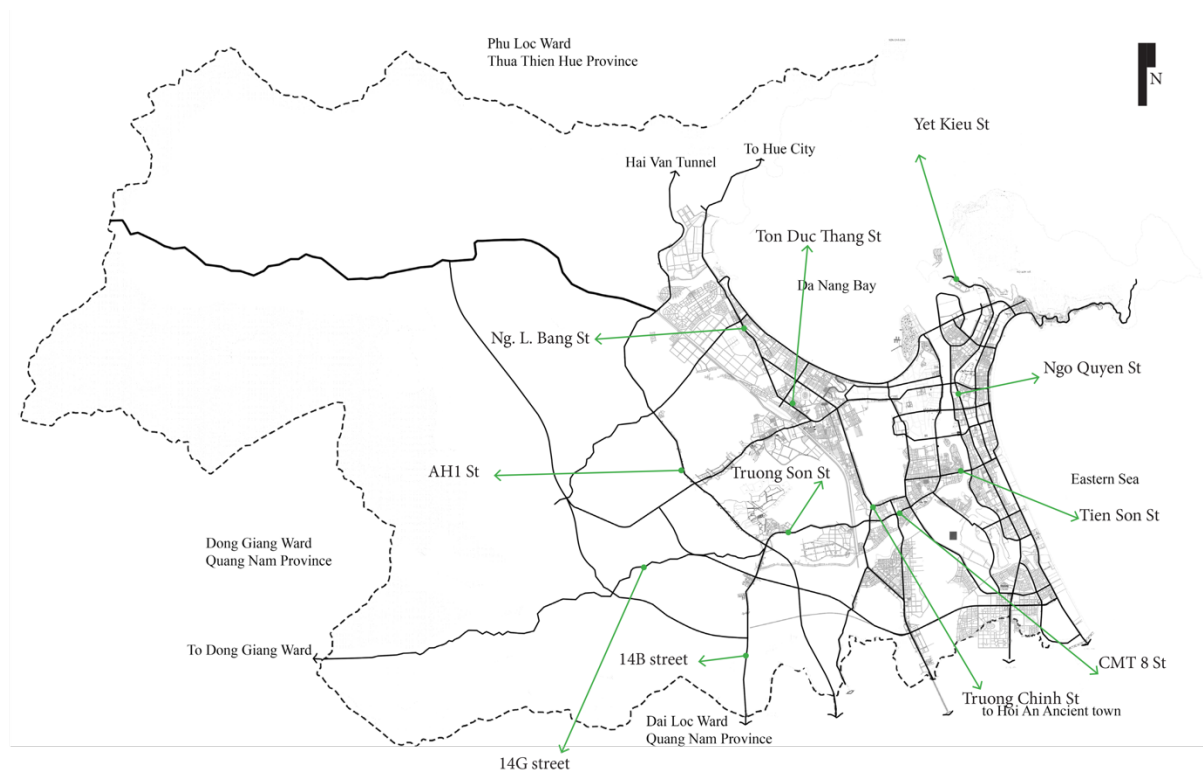 Phu Loc Ward
Thua Thien Hue Province
N
Yet Kieu St
To Hue City
Hai Van Tunnel
Ton Duc Thang St
Da Nang Bay
Ng. L. Bang St
Ngo Quyen St
AH1 St
Truong Son St
Eastern Sea
Tien Son St
Dong Giang Ward
Quang Nam Province
To Dong Giang Ward
14B street
CMT 8 St
Truong Chinh St
to Hoi An Ancient town
Dai Loc Ward
Quang Nam Province
14G street